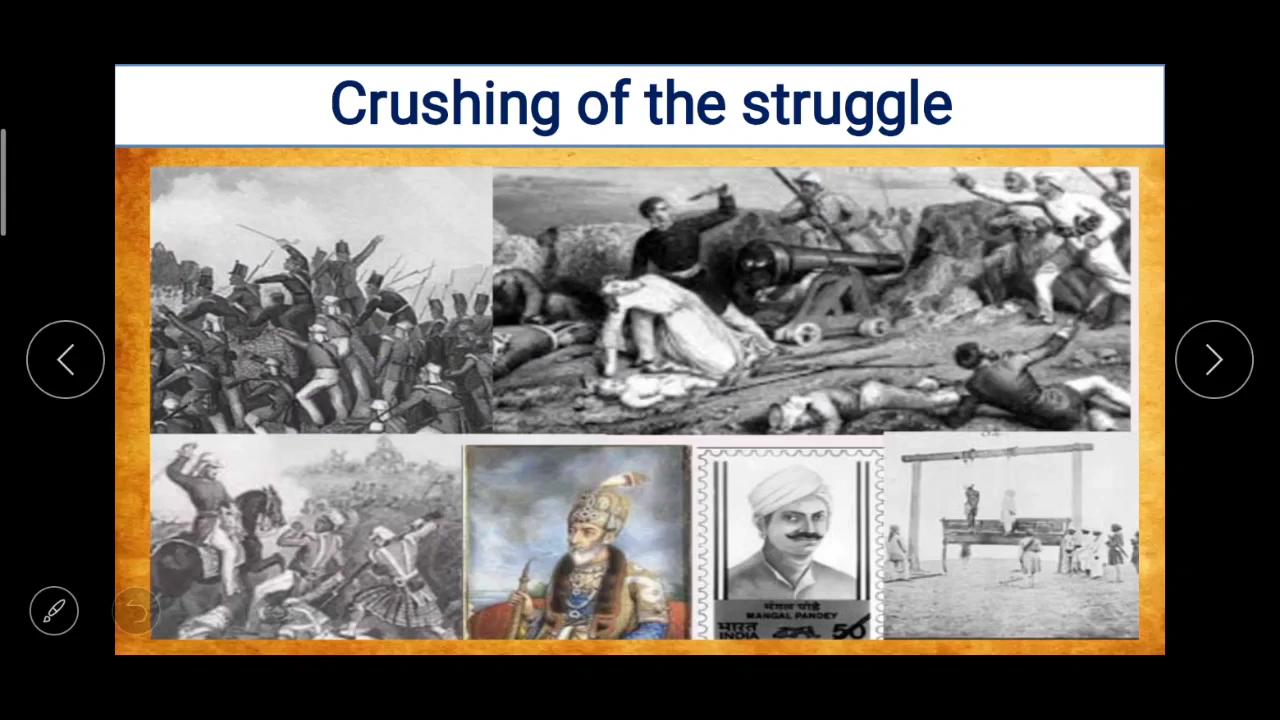 Crushing of the struggle
मंगल पांडे
MANGAL PANDEY
भारत
INDIA
50